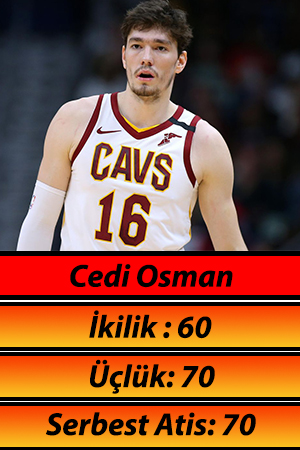 CAVS
16
Cedi Osman
İkilik : 60
Üçlük: 70
Serbest Atis: 70